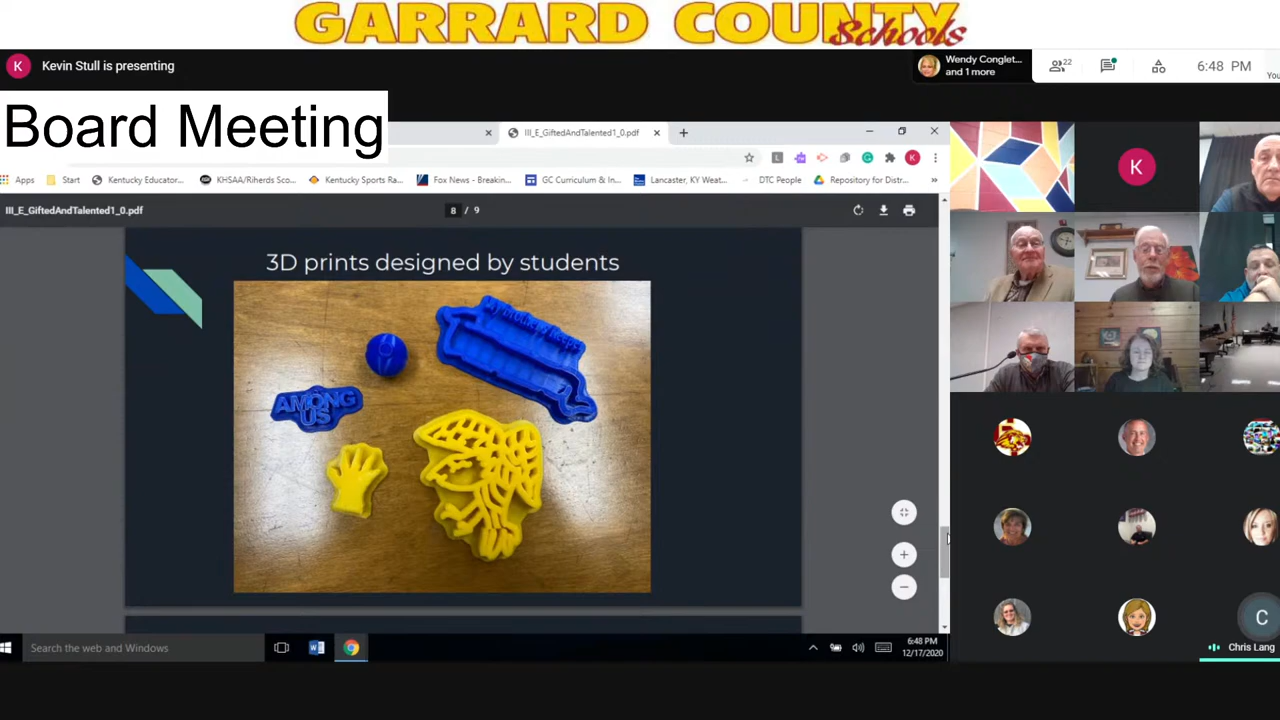 GARRARD COUNTY
Schools
K
Kevin Stull is presenting
Wendy Conglet...
and 1 more
22
6:48 PM
You
Board Meeting
III_E_GiftedAndTalented1_0.pdf
Apps
Start
Kentucky Educator...
KHSAA/Riherds Sco...
Kentucky Sports Ra...
Fox News - Breakin...
GC Curriculum & In...
Lancaster, KY Weat...
DTC People
Repository for Distr...
III_E_GiftedAndTalented1_0.pdf
8 / 9
3D prints designed by students
AMONG
US
K
C
Chris Lang
Search the web and Windows
6:48 PM
12/17/2020